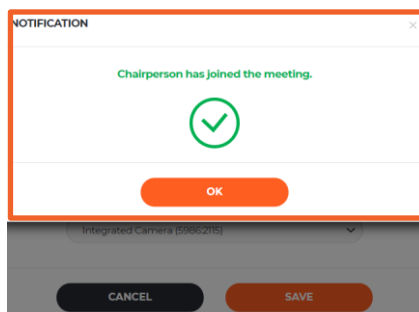 NOTIFICATION
×
Chairperson has joined the meeting.
OK
Integrated Camera (5986:2115)
CANCEL
SAVE